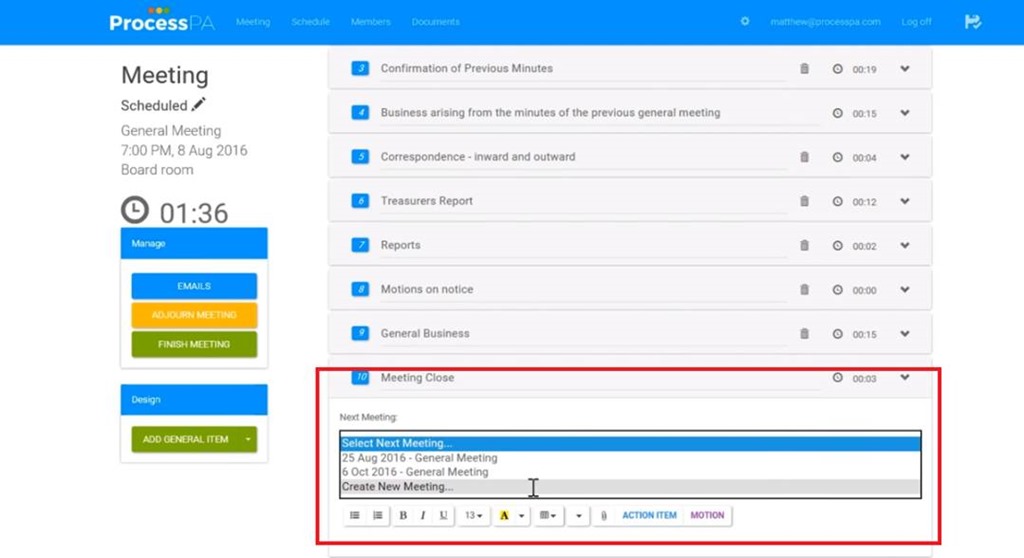 ProcessPA Meeting Schedule Members Documents matthew@processpa.com Log off
Meeting
Scheduled
General Meeting
7:00 PM, 8 Aug 2016
Board room
01:36
Manage
EMAILS
ADJOURN MEETING
FINISH MEETING
Design
ADD GENERAL ITEM
3 Confirmation of Previous Minutes 00:19
4 Business arising from the minutes of the previous general meeting 00:15
5 Correspondence - inward and outward 00:04
6 Treasurers Report 00:12
7 Reports 00:02
8 Motions on notice 00:00
9 General Business 00:15
10 Meeting Close 00:03
Next Meeting:
Select Next Meeting...
25 Aug 2016 - General Meeting
6 Oct 2016 - General Meeting
Create New Meeting...
B I U 13 A ACTION ITEM MOTION